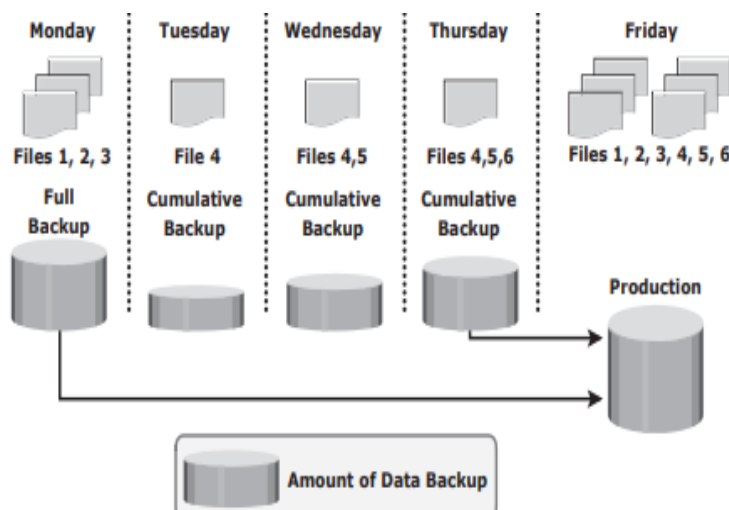 Monday
Tuesday
Wednesday
Thursday
Friday
Files 1, 2, 3
File 4
Files 4,5
Files 4,5,6
Files 1, 2, 3, 4, 5, 6
Full
Backup
Cumulative
Backup
Cumulative
Backup
Cumulative
Backup
Production
Amount of Data Backup